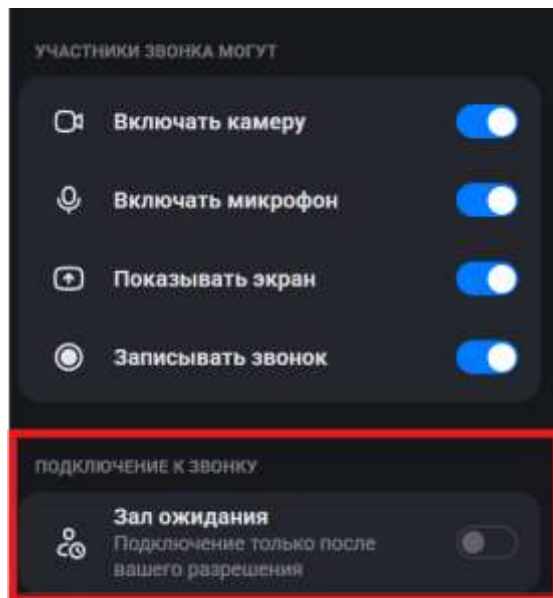 УЧАСТНИКИ ЗВОНКА МОГУТ
Включать камеру
Включать микрофон
Показывать экран
Записывать звонок
ПОДКЛЮЧЕНИЕ К ЗВОНКУ
Зал ожидания
Подключение только после
вашего разрешения